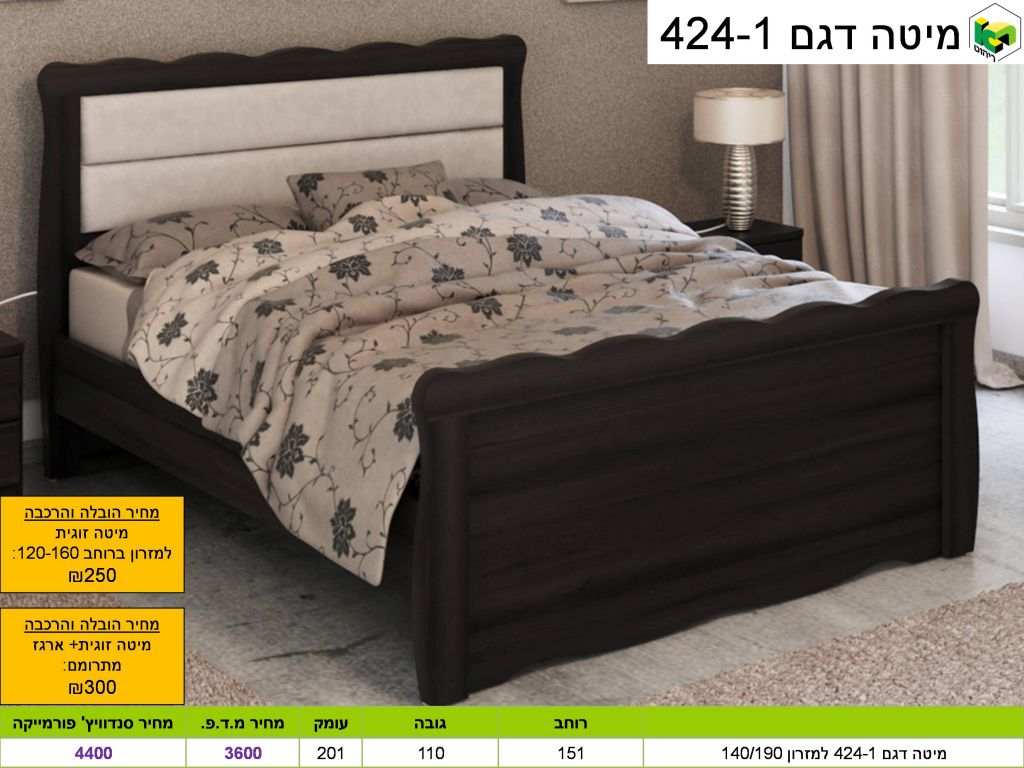 מיטה דגם 424-1
ריהוט
מחיר הובלה והרכבה
מיטה זוגית
למזרון ברוחב 120-160:
₪250
מחיר הובלה והרכבה
מיטה זוגית+ ארגז
מתרומם:
₪300
רוחב גובה עומק מחיר מ.ד.פ. מחיר סנדוויץ' פורמייקה
מיטה דגם 424-1 למזרון 140/190 151 110 201 3600 4400